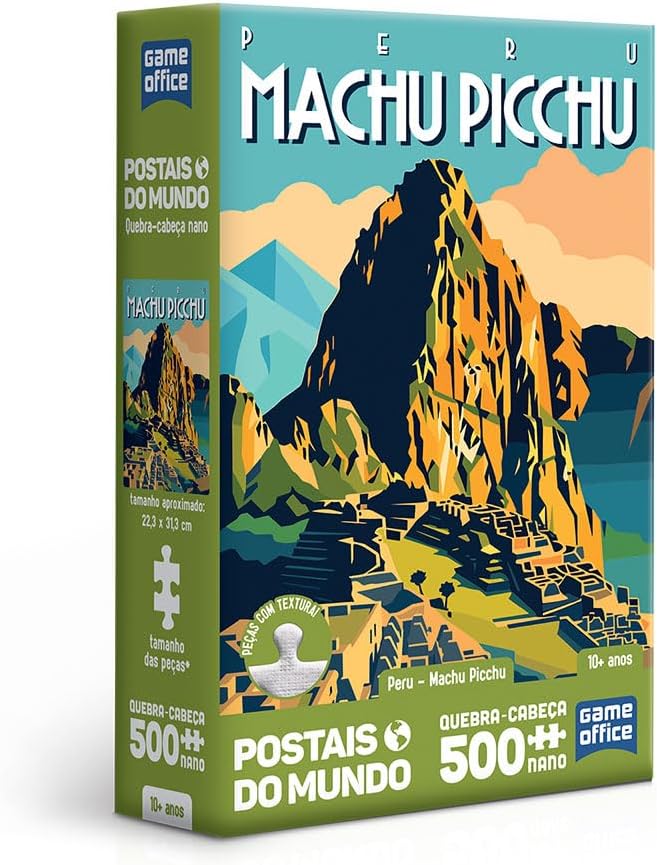 Game
office
POSTAIS
DO MUNDO
Quebra-cabeça nano
PERU
MACHU PICCHU
tamanho aproximado:
22,3 x 31,3 cm
tamanho
das peças*
QUEBRA-CABEÇA
500
NANO
10+ anos
PERU
MACHU PICCHU
PEÇAS COM TEXTURA!
Peru - Machu Picchu
10+ anos
POSTAIS
DO MUNDO
QUEBRA-CABEÇA
500
NANO
Game
office